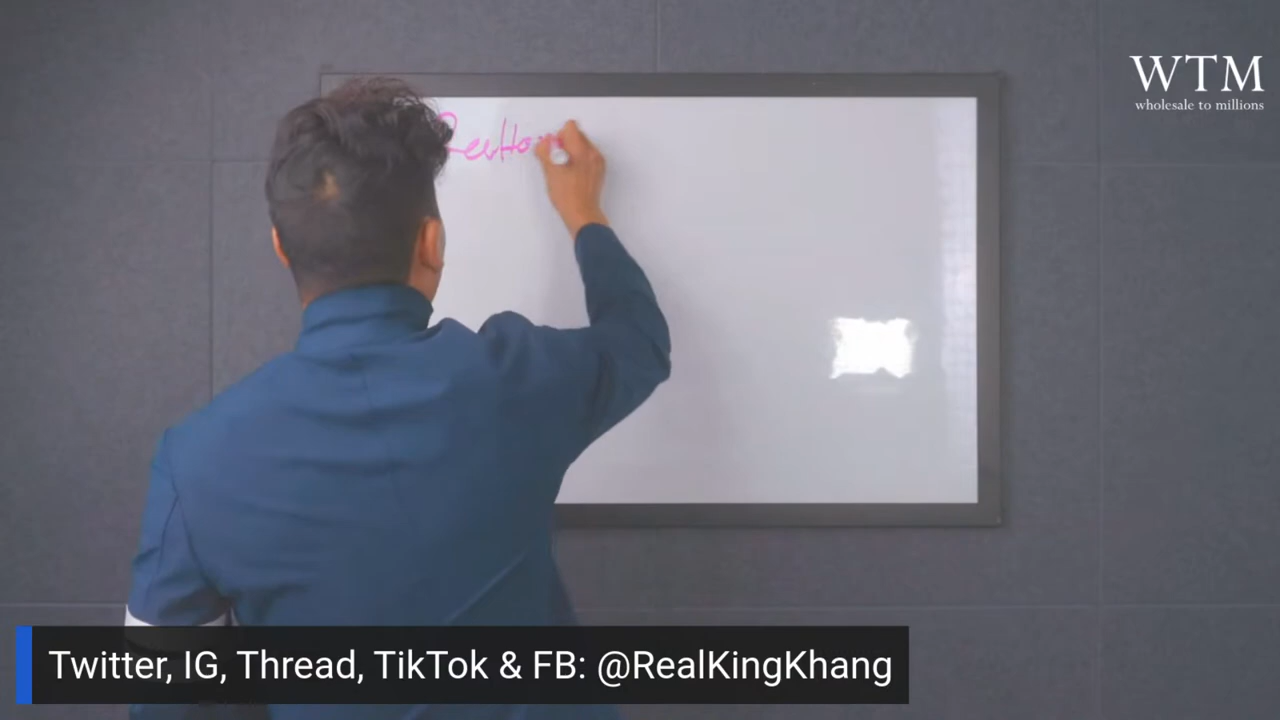 WTM
wholesale to millions
Twitter, IG, Thread, TikTok & FB: @RealKingKhang